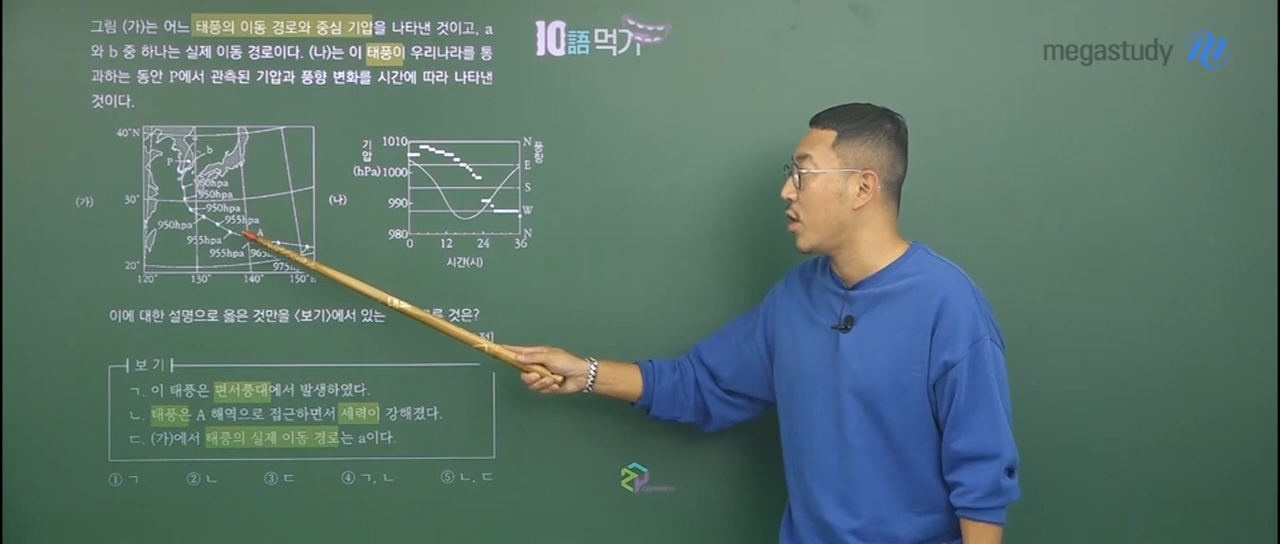 그림 (가)는 어느 태풍의 이동 경로와 중심 기압을 나타낸 것이고, a
와 b 중 하나는 실제 이동 경로이다. (나)는 이 태풍이 우리나라를 통
과하는 동안 P에서 관측된 기압과 풍향 변화를 시간에 따라 나타낸
것이다.
10語먹기
megastudy
(가)
40°N
30°
20°
120°
130°
140°
150°E
P
b
950hpa
950hpa
955hpa
950hpa
955hpa
955hpa
975hpa
A
(나)
기압
(hPa)
1010
1000
990
980
0 12 24 36
시간(시)
풍향
N
E
S
W
N
이에 대한 설명으로 옳은 것만을 〈보기〉에서 있는 로 것은?
보 기
ㄱ. 이 태풍은 편서풍대에서 발생하였다.
ㄴ. 태풍은 A 해역으로 접근하면서 세력이 강해졌다.
ㄷ. (가)에서 태풍의 실제 이동 경로는 a이다.
① ㄱ ② ㄴ ③ ㄷ ④ ㄱ, ㄴ ⑤ ㄴ, ㄷ